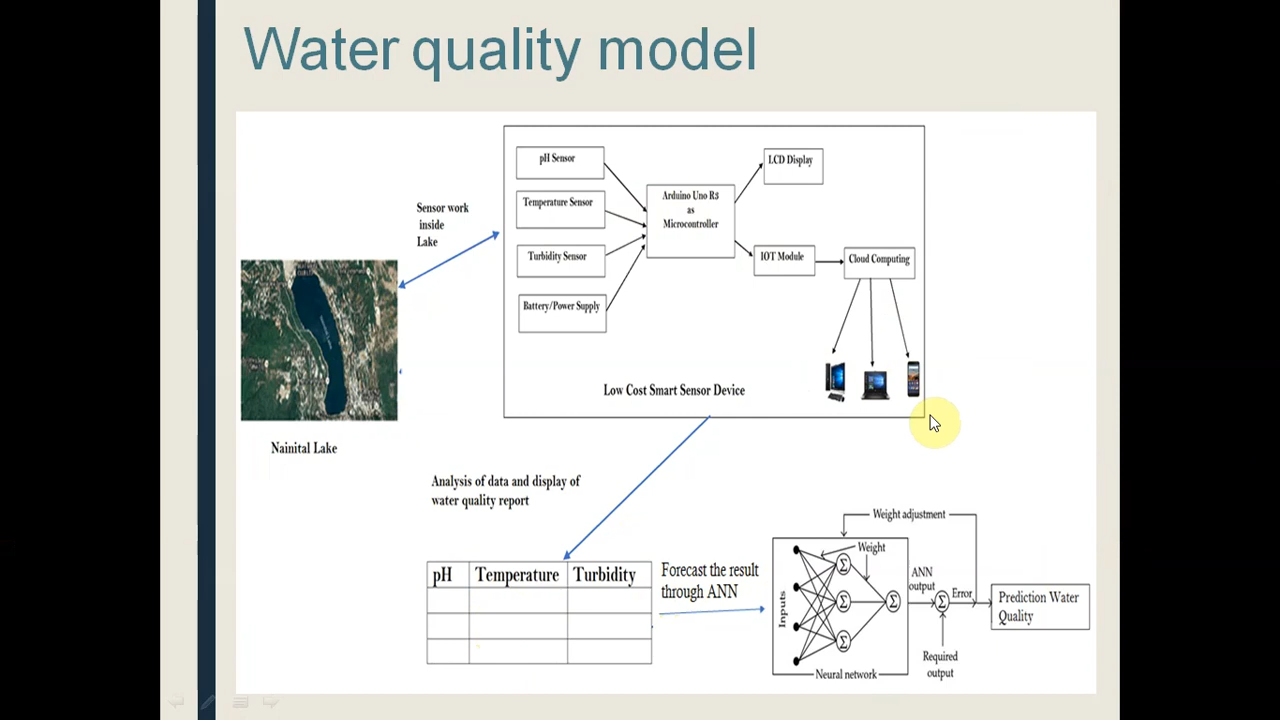 Water quality model
pH Sensor
Temperature Sensor
Turbidity Sensor
Battery/Power Supply
Arduino Uno R3
as
Microcontroller
LCD Display
IOT Module
Cloud Computing
Low Cost Smart Sensor Device
Sensor work
inside
Lake
Nainital Lake
Analysis of data and display of
water quality report
pH Temperature Turbidity
Forecast the result
through ANN
Weight adjustment
Weight
Inputs
Neural network
ANN
output
Error
Required
output
Prediction Water
Quality